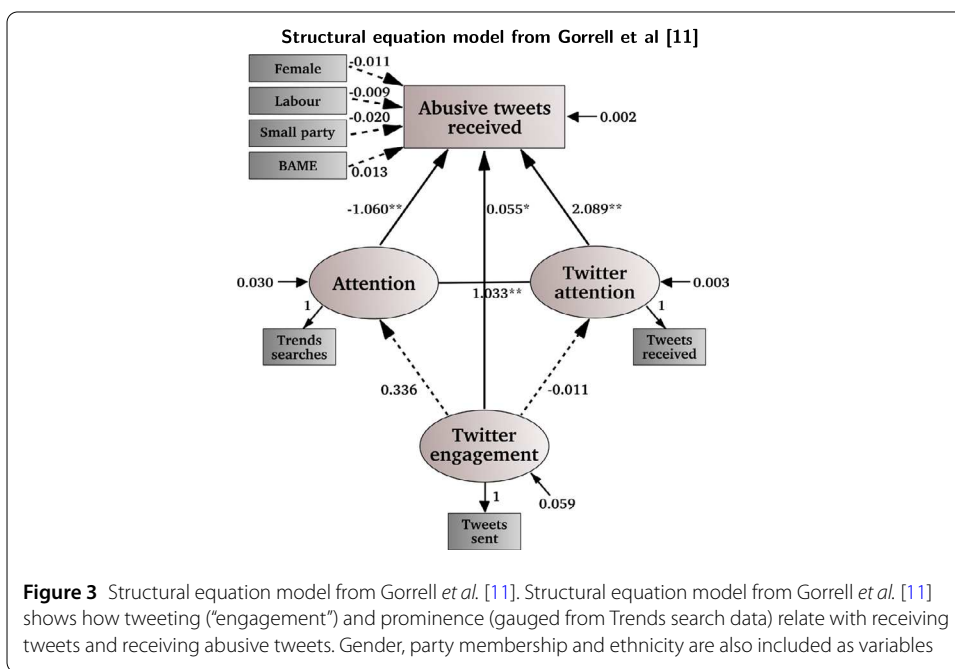 Structural equation model from Gorrell et al [11]
Female
-0.011
Labour
-0.009
Small party
-0.020
BAME
0.013
Abusive tweets
received
0.002
-1.060**
0.055*
2.089**
0.030
Attention
1.033**
Twitter
attention
0.003
1
Trends
searches
1
Tweets
received
0.336
-0.011
Twitter
engagement
0.059
1
Tweets
sent
Figure 3 Structural equation model from Gorrell et al. [11]. Structural equation model from Gorrell et al. [11]
shows how tweeting (“engagement”) and prominence (gauged from Trends search data) relate with receiving
tweets and receiving abusive tweets. Gender, party membership and ethnicity are also included as variables